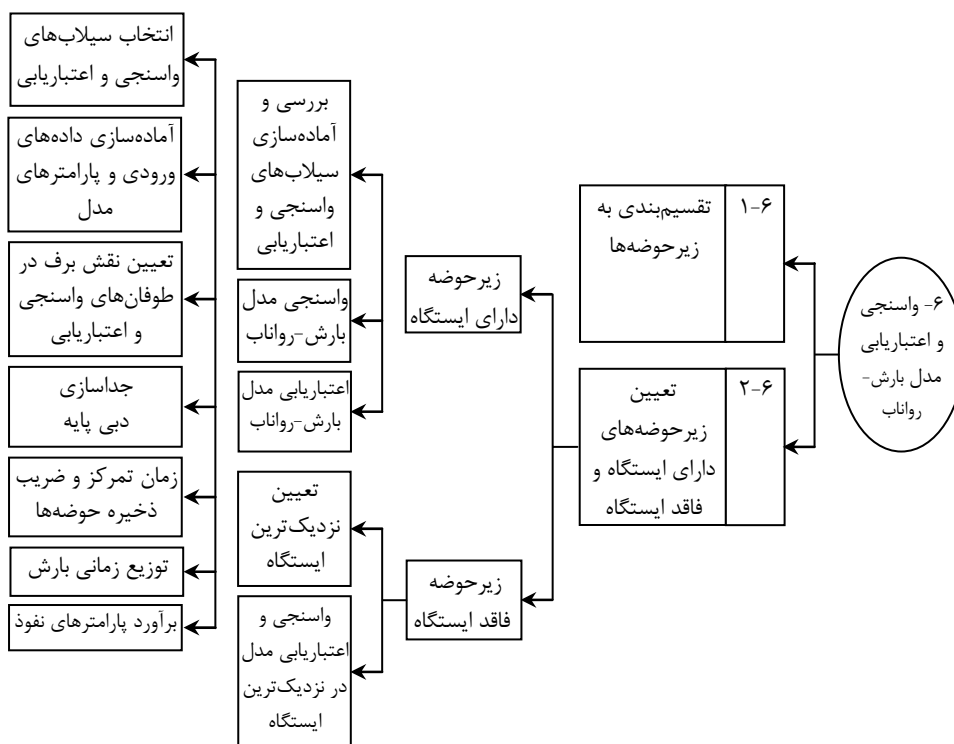 ۶- واسنجی
و اعتباریابی
مدل بارش-
رواناب
۶-۱
تقسیم‌بندی به
زیرحوضه‌ها
۶-۲
تعیین
زیرحوضه‌های
دارای ایستگاه و
فاقد ایستگاه
زیرحوضه
دارای ایستگاه
زیرحوضه
فاقد ایستگاه
بررسی و
آماده‌سازی
سیلاب‌های
واسنجی و
اعتباریابی
واسنجی مدل
بارش-رواناب
اعتباریابی مدل
بارش-رواناب
تعیین
نزدیک‌ترین
ایستگاه
واسنجی و
اعتباریابی مدل
در نزدیک‌ترین
ایستگاه
انتخاب سیلاب‌های
واسنجی و اعتباریابی
آماده‌سازی داده‌های
ورودی و پارامترهای
مدل
تعیین نقش برف در
طوفان‌های واسنجی
و اعتباریابی
جداسازی
دبی پایه
زمان تمرکز و ضریب
ذخیره حوضه‌ها
توزیع زمانی بارش
برآورد پارامترهای نفوذ